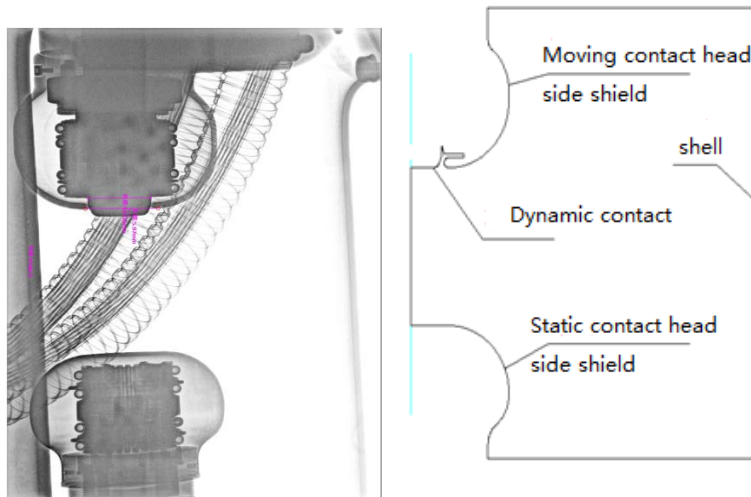 Moving contact head
side shield
shell
Dynamic contact
Static contact head
side shield